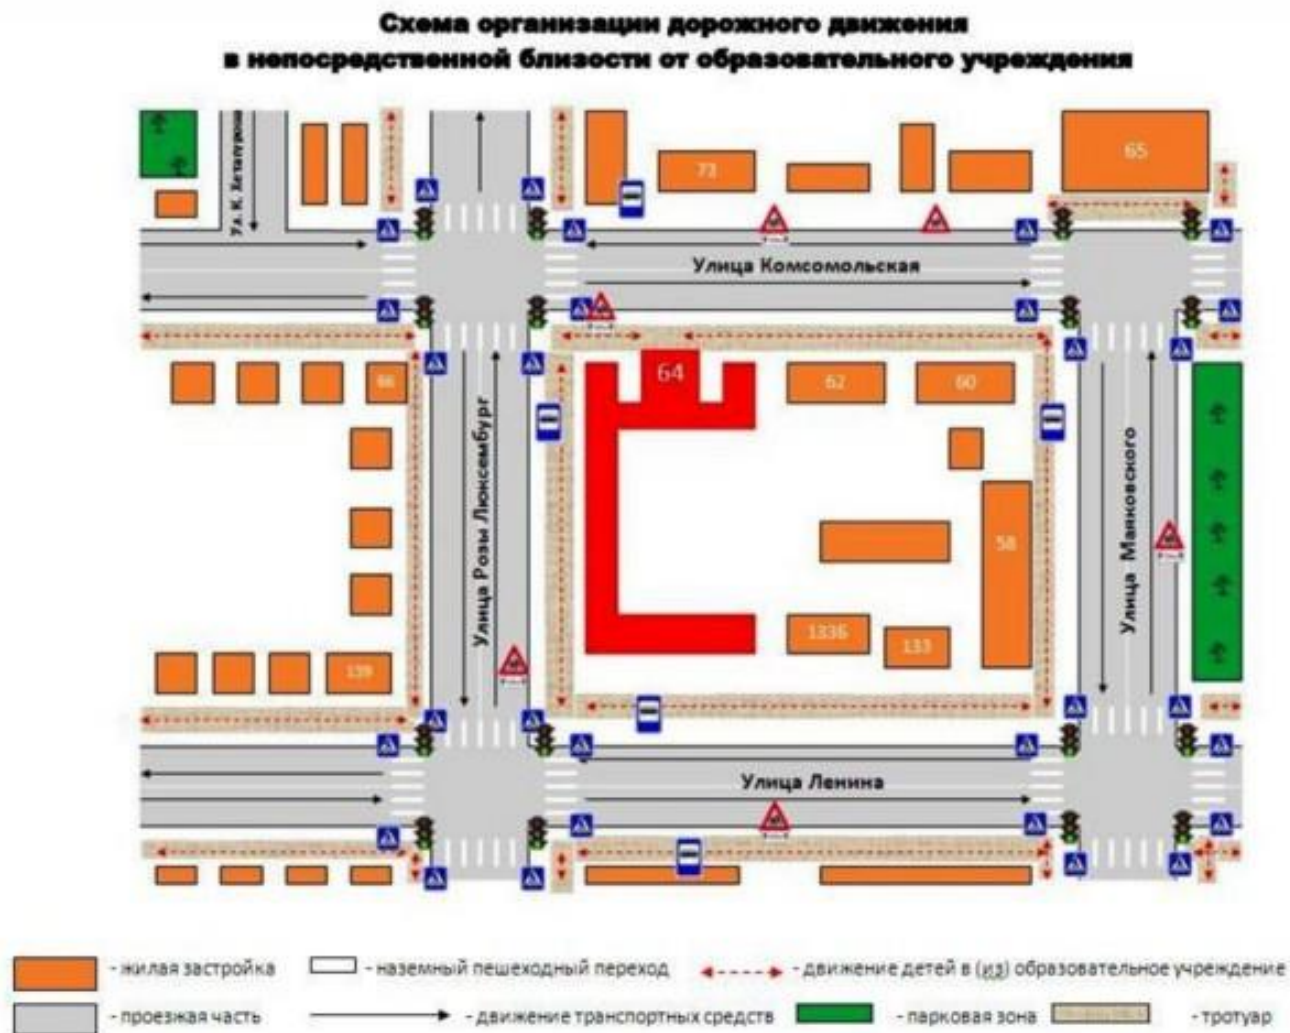 Схема организации дорожного движения
в непосредственной близости от образовательного учреждения
Ул. К. Хетагурова
73
65
Улица Комсомольская
66
64
62
60
Улица Розы Люксембург
58
Улица Маяковского
133Б
133
139
Улица Ленина
- жилая застройка
- наземный пешеходный переход
- движение детей в (из) образовательное учреждение
- проезжая часть
- движение транспортных средств
- парковая зона
- тротуар